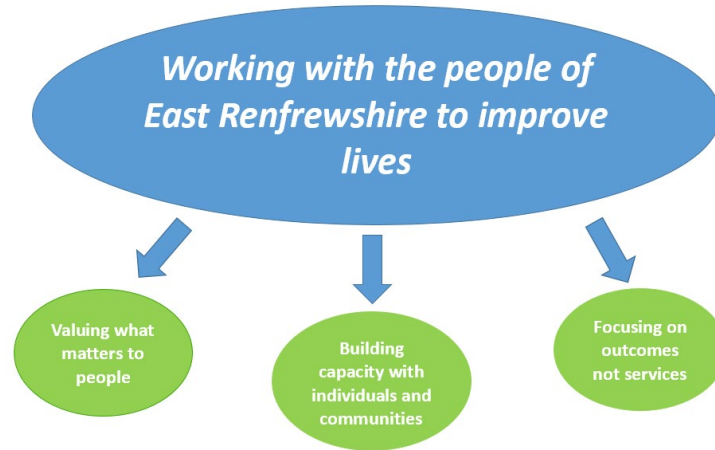 Working with the people of
East Renfrewshire to improve
lives
Valuing what
matters to
people
Building
capacity with
individuals and
communities
Focusing on
outcomes
not services